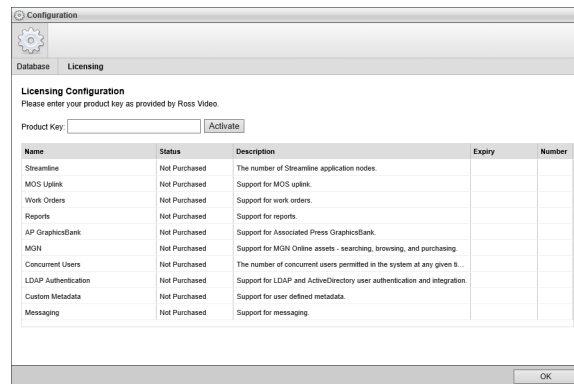 Configuration
Database Licensing
Licensing Configuration
Please enter your product key as provided by Ross Video.
Product Key: Activate
Name Status Description Expiry Number
Streamline Not Purchased The number of Streamline application nodes.
MOS Uplink Not Purchased Support for MOS uplink.
Work Orders Not Purchased Support for work orders.
Reports Not Purchased Support for reports.
AP GraphicsBank Not Purchased Support for Associated Press GraphicsBank.
MGN Not Purchased Support for MGN Online assets - searching, browsing, and purchasing.
Concurrent Users Not Purchased The number of concurrent users permitted in the system at any given ti...
LDAP Authentication Not Purchased Support for LDAP and ActiveDirectory user authentication and integration.
Custom Metadata Not Purchased Support for user defined metadata.
Messaging Not Purchased Support for messaging.
OK